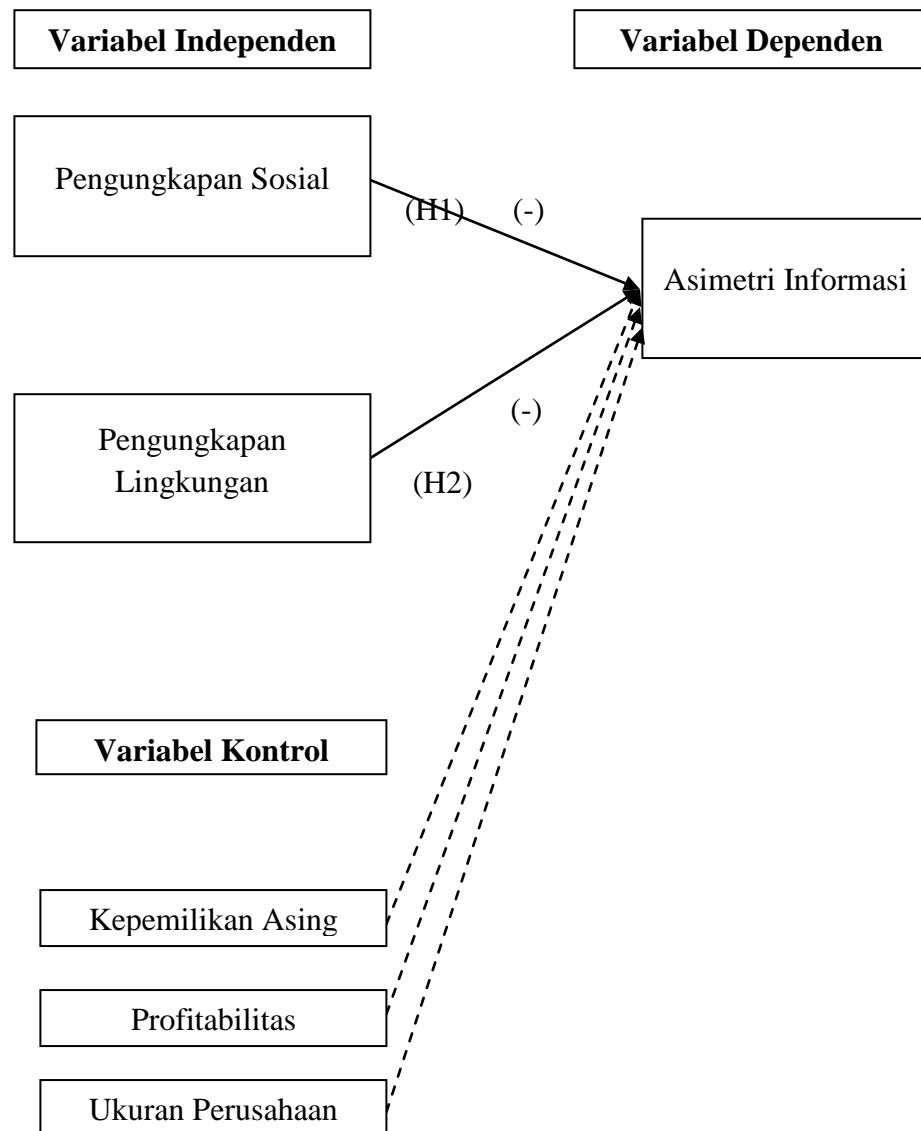 Variabel Independen
Variabel Dependen
Pengungkapan Sosial
(H1)
(-)
Asimetri Informasi
Pengungkapan
Lingkungan
(-)
(H2)
Variabel Kontrol
Kepemilikan Asing
Profitabilitas
Ukuran Perusahaan